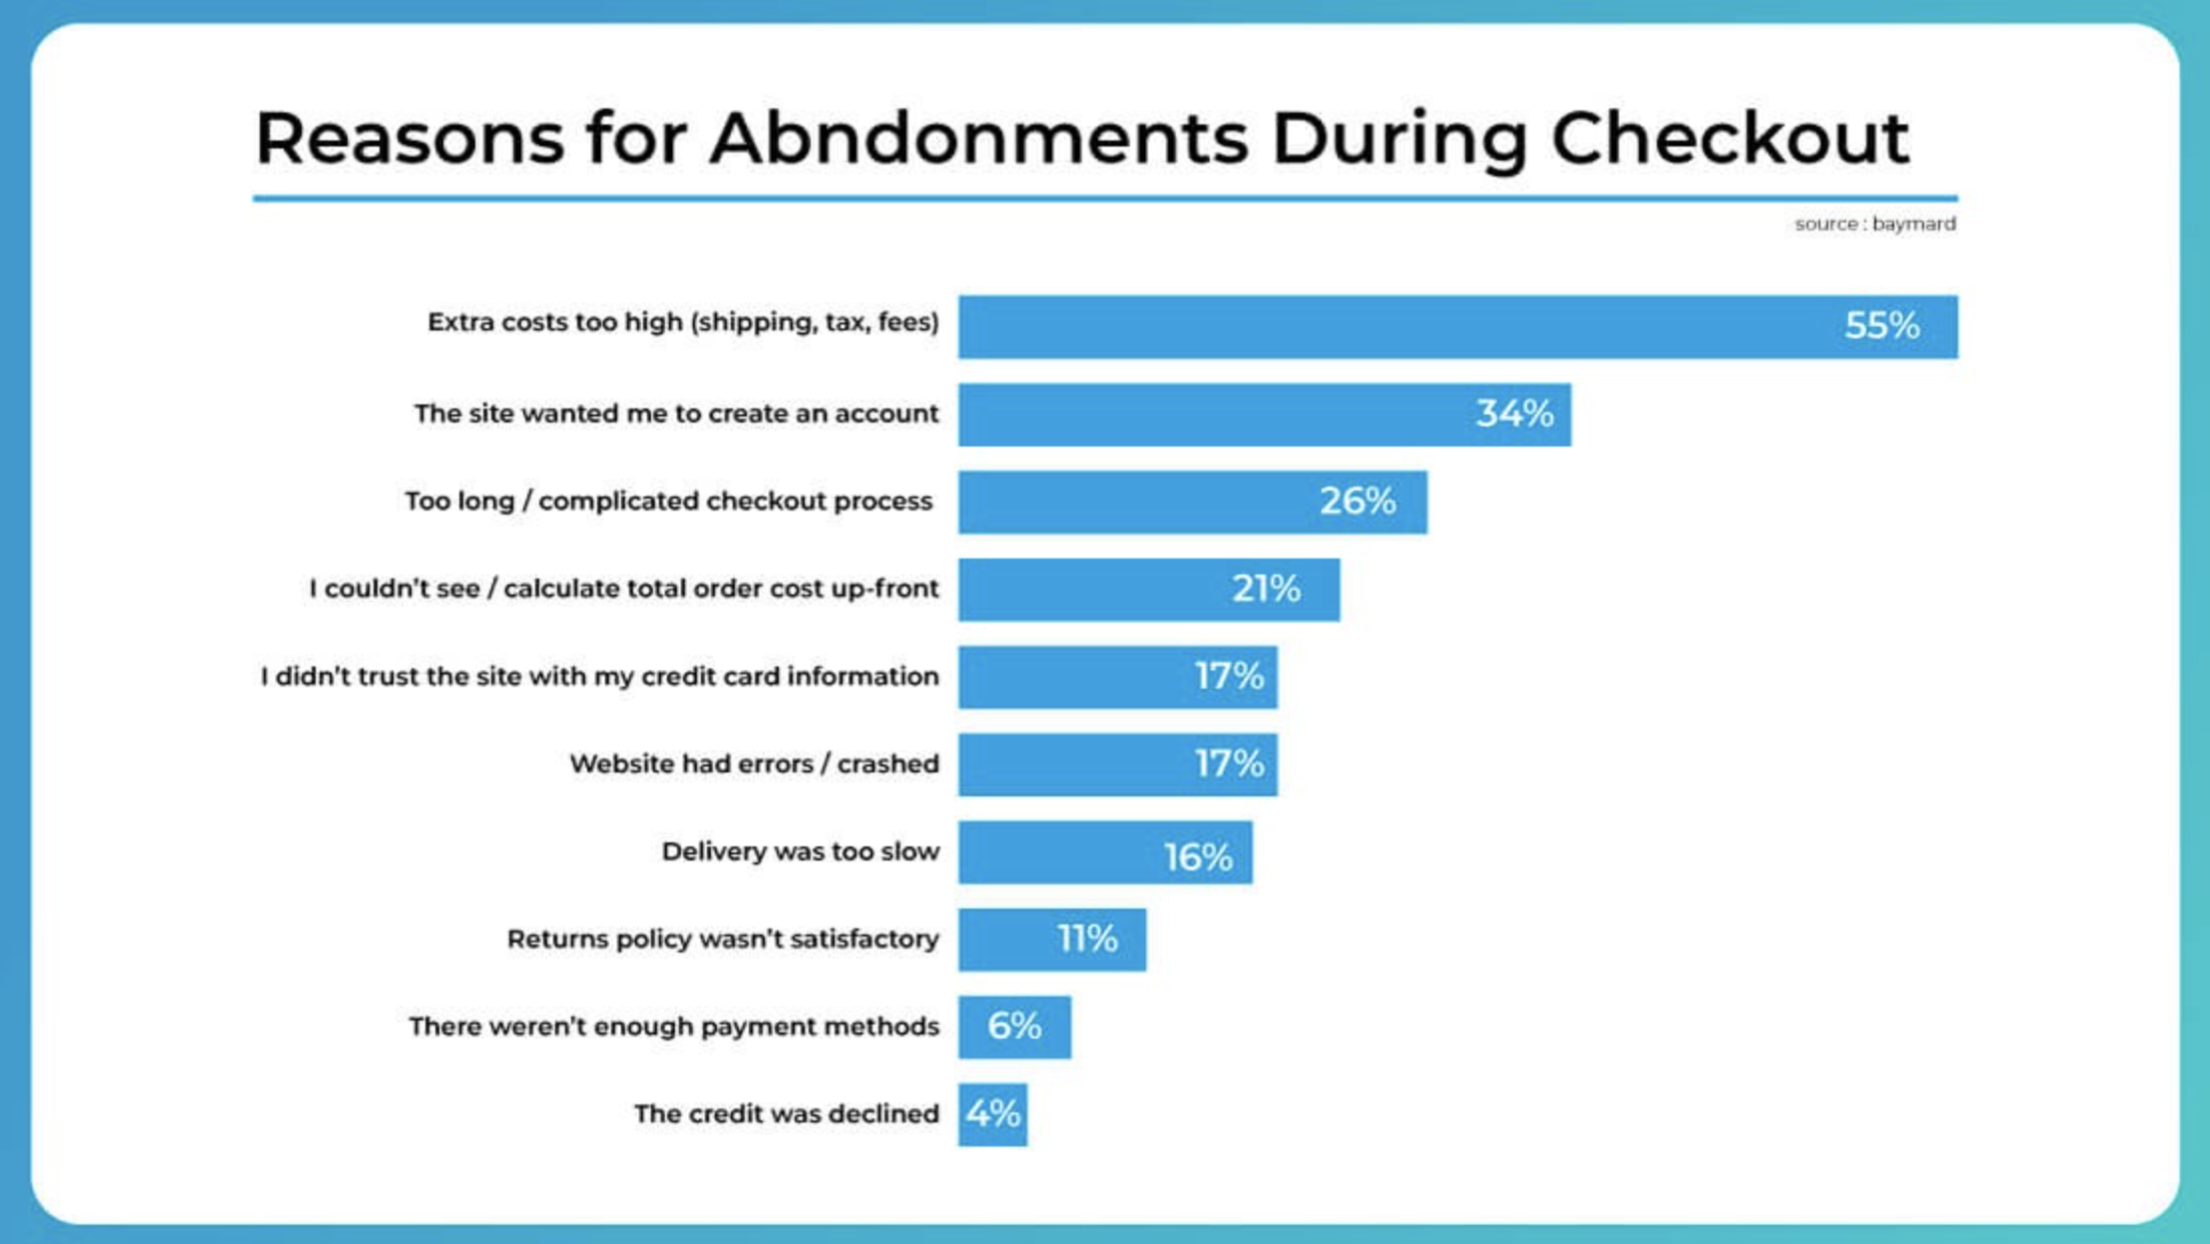 Reasons for Abndonments During Checkout
source : baymard
Extra costs too high (shipping, tax, fees) 55%
The site wanted me to create an account 34%
Too long / complicated checkout process 26%
I couldn't see / calculate total order cost up-front 21%
I didn't trust the site with my credit card information 17%
Website had errors / crashed 17%
Delivery was too slow 16%
Returns policy wasn't satisfactory 11%
There weren't enough payment methods 6%
The credit was declined 4%